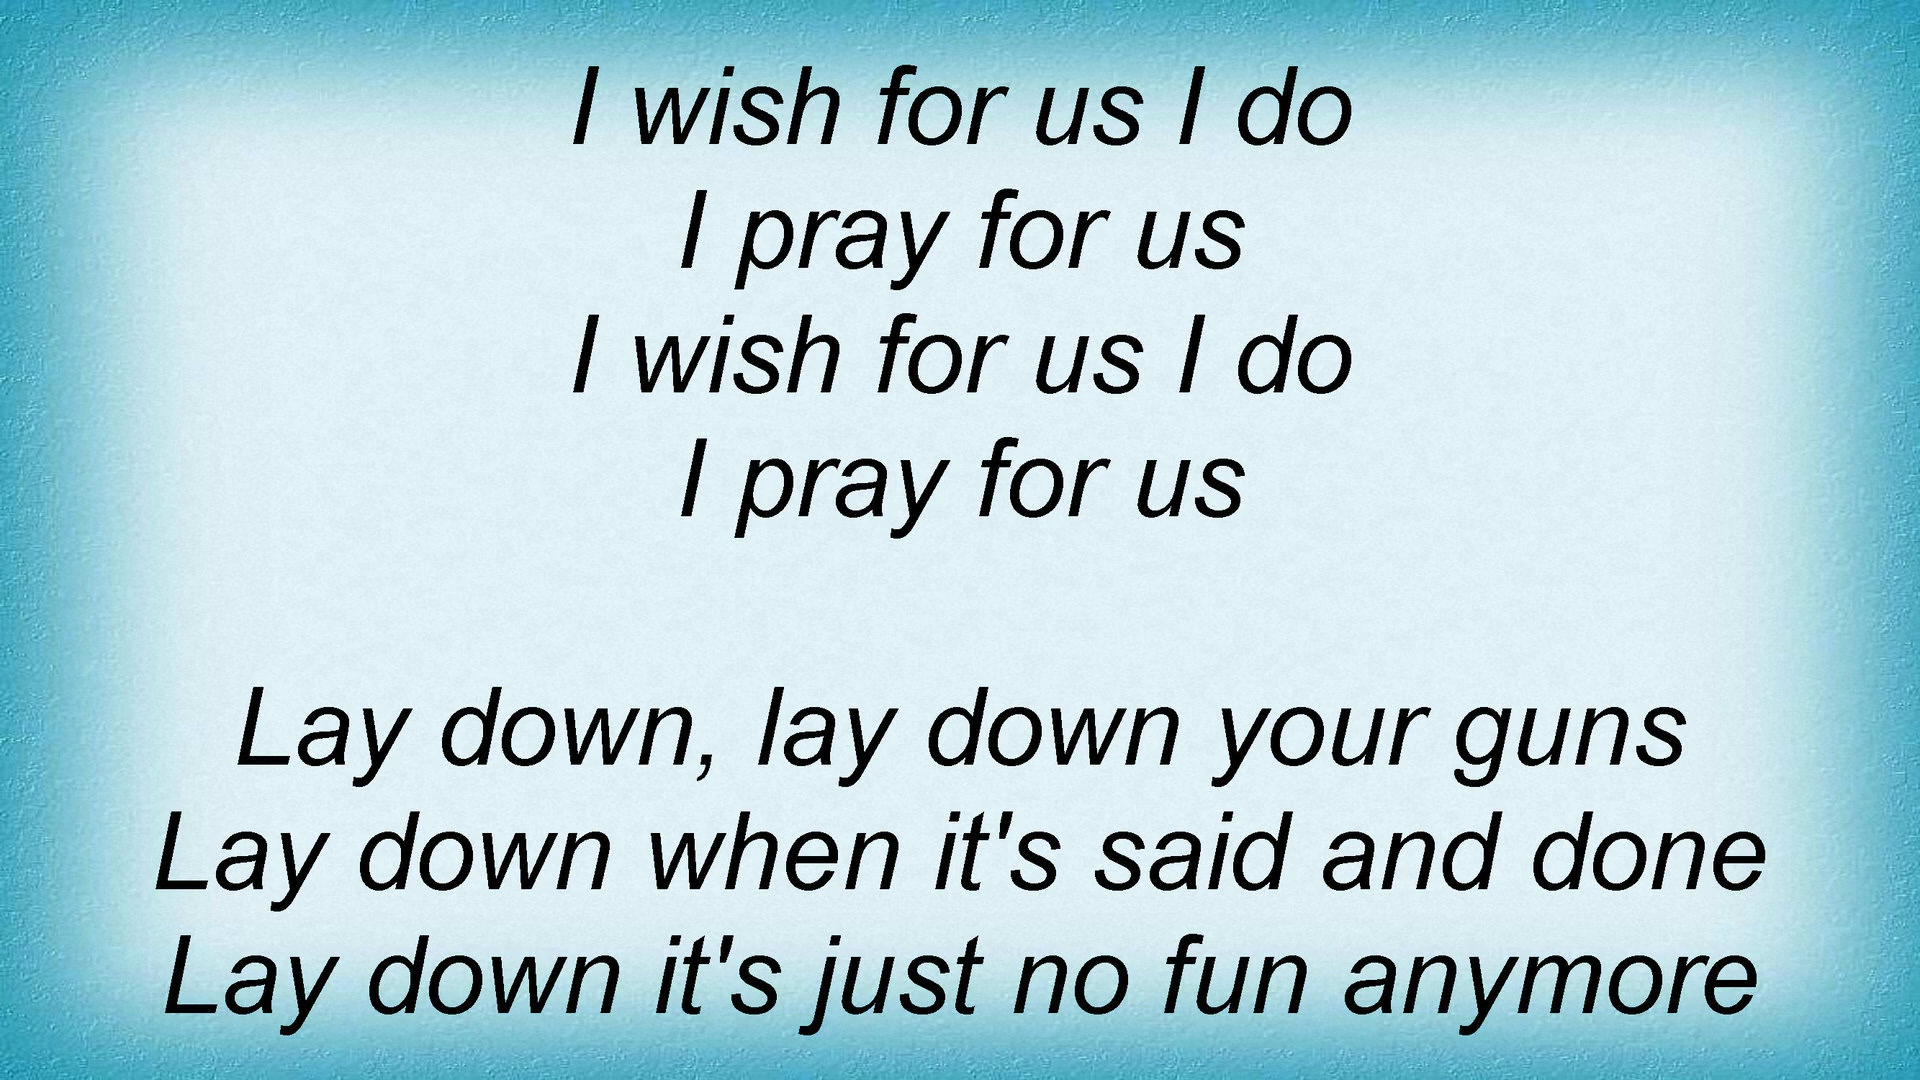 I wish for us I do
I pray for us
I wish for us I do
I pray for us
Lay down, lay down your guns
Lay down when it's said and done
Lay down it's just no fun anymore